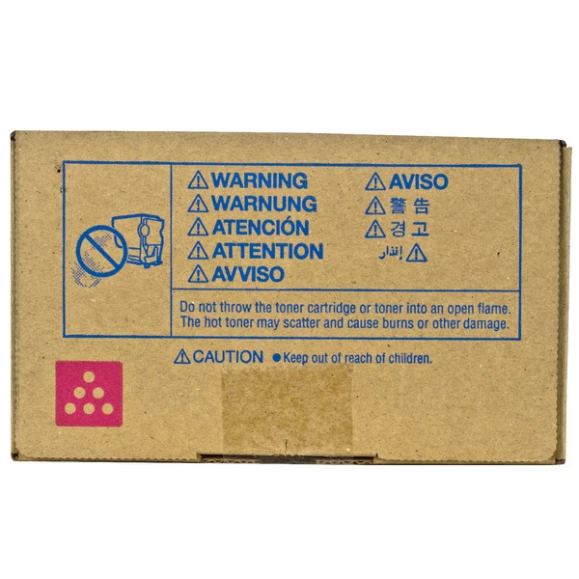 ⚠ WARNING
⚠ WARNUNG
⚠ ATENCIÓN
⚠ ATTENTION
⚠ AVVISO
⚠ AVISO
⚠ 警告
⚠ 경고
إنذار ⚠
Do not throw the toner cartridge or toner into an open flame.
The hot toner may scatter and cause burns or other damage.
⚠ CAUTION ● Keep out of reach of children.